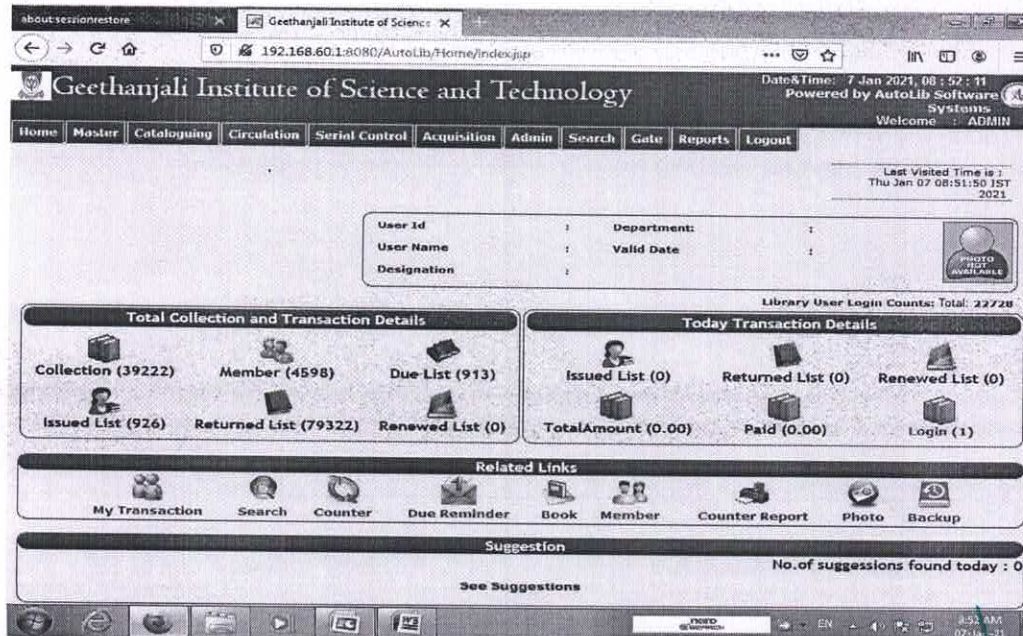 about:sessionrestore
Geethanjali Institute of Science
192.168.60.1:8080/AutoLib/Home/Index.jsp
Geethanjali Institute of Science and Technology
Date&Time: 7 Jan 2021, 08 : 52 : 11
Powered by AutoLib Software Systems
Welcome : ADMIN
Home Master Cataloguing Circulation Serial Control Acquisition Admin Search Gate Reports Logout
Last Visited Time is :
Thu Jan 07 08:51:50 IST
2021
User Id : Department: :
User Name : Valid Date :
Designation :
PHOTO NOT AVAILABLE
Library User Login Counts: Total: 22728
Total Collection and Transaction Details
Collection (39222) Member (4598) Due List (913)
Issued List (926) Returned List (79322) Renewed List (0)
Today Transaction Details
Issued List (0) Returned List (0) Renewed List (0)
TotalAmount (0.00) Paid (0.00) Login (1)
Related Links
My Transaction Search Counter Due Reminder Book Member Counter Report Photo Backup
Suggestion
No.of suggessions found today : 0
See Suggestions
EN
8:52 AM